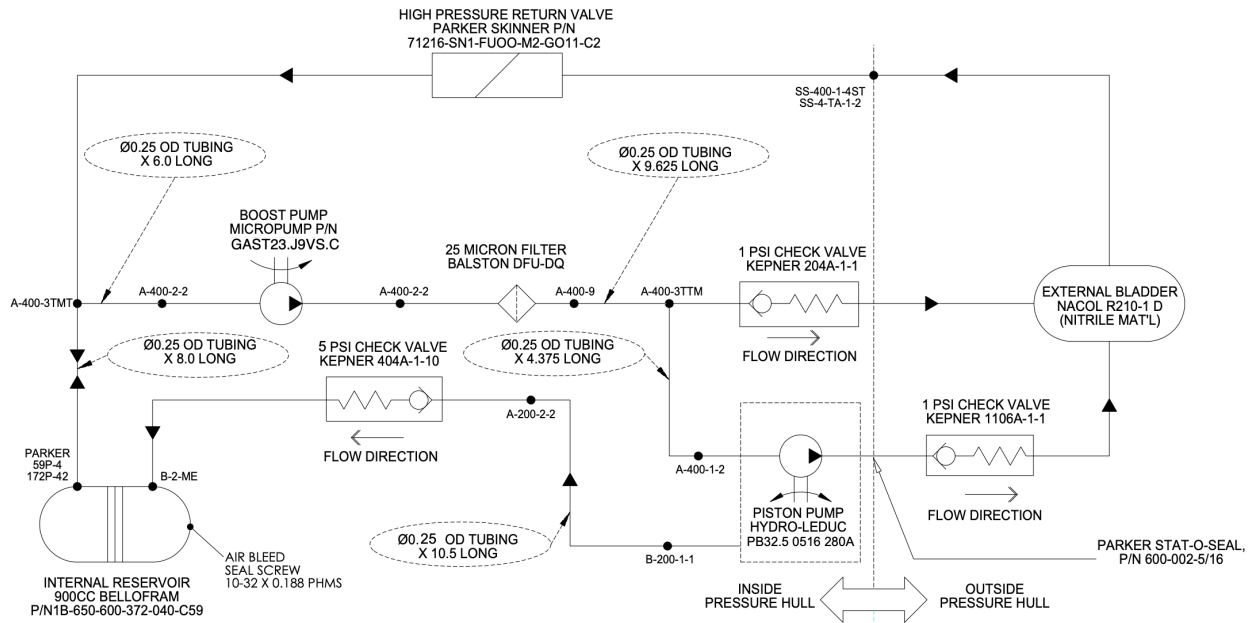 HIGH PRESSURE RETURN VALVE
PARKER SKINNER P/N
71216-SN1-FUOO-M2-GO11-C2
SS-400-1-4ST
SS-4-TA-1-2
Ø0.25 OD TUBING
X 6.0 LONG
Ø0.25 OD TUBING
X 9.625 LONG
BOOST PUMP
MICROPUMP P/N
GAST23.J9VS.C
25 MICRON FILTER
BALSTON DFU-DQ
1 PSI CHECK VALVE
KEPNER 204A-1-1
A-400-3TMT
A-400-2-2
A-400-2-2
A-400-9
A-400-3TTM
EXTERNAL BLADDER
NACOL R210-1 D
(NITRILE MAT'L)
FLOW DIRECTION
Ø0.25 OD TUBING
X 8.0 LONG
5 PSI CHECK VALVE
KEPNER 404A-1-10
Ø0.25 OD TUBING
X 4.375 LONG
A-200-2-2
FLOW DIRECTION
1 PSI CHECK VALVE
KEPNER 1106A-1-1
PARKER
59P-4
172P-42
B-2-ME
A-400-1-2
FLOW DIRECTION
PISTON PUMP
HYDRO-LEDUC
PB32.5 0516 280A
Ø0.25 OD TUBING
X 10.5 LONG
B-200-1-1
AIR BLEED
SEAL SCREW
10-32 X 0.188 PHMS
PARKER STAT-O-SEAL,
P/N 600-002-5/16
INTERNAL RESERVOIR
900CC BELLOFRAM
P/N1B-650-600-372-040-C59
INSIDE
PRESSURE HULL
OUTSIDE
PRESSURE HULL